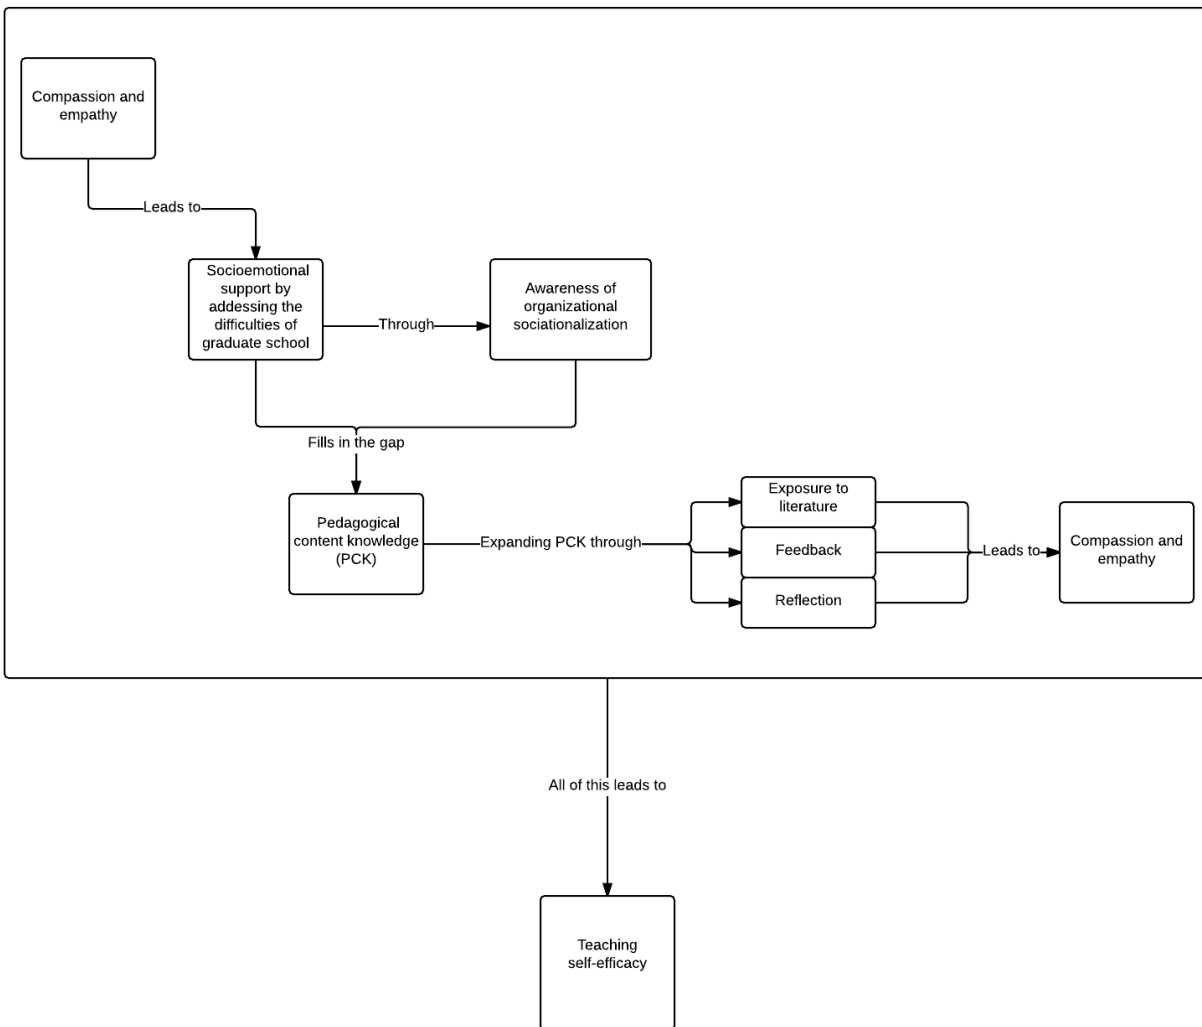 Compassion and
empathy
Leads to
Socioemotional
support by
addessing the
difficulties of
graduate school
Through
Awareness of
organizational
sociationalization
Fills in the gap
Pedagogical
content knowledge
(PCK)
Expanding PCK through
Exposure to
literature
Feedback
Reflection
Leads to
Compassion and
empathy
All of this leads to
Teaching
self-efficacy